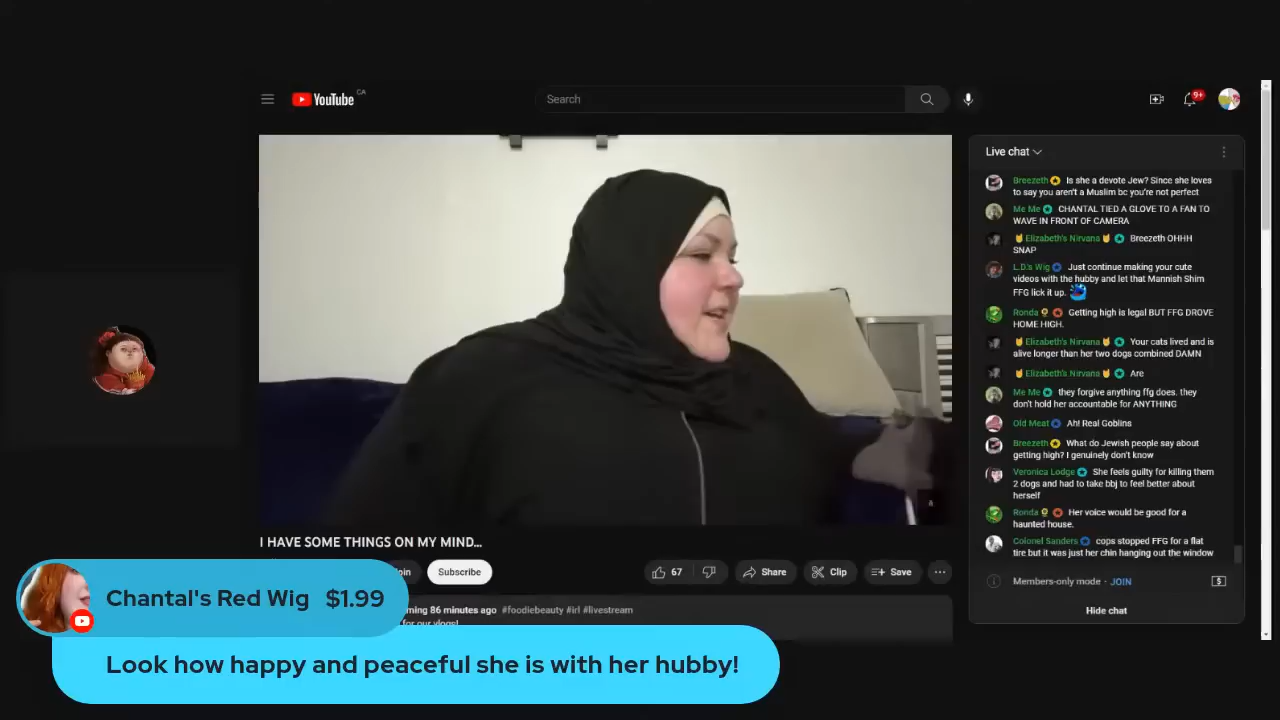 YouTube CA
Search
9+
Live chat
Breezeth Is she a devote Jew? Since she loves
to say you aren't a Muslim bc you're not perfect
Me Me CHANTAL TIED A GLOVE TO A FAN TO
WAVE IN FRONT OF CAMERA
Elizabeth's Nirvana Breezeth OHHH
SNAP
L.D.'s Wig Just continue making your cute
videos with the hubby and let that Mannish Shim
FFG lick it up.
Ronda Getting high is legal BUT FFG DROVE
HOME HIGH.
Elizabeth's Nirvana Your cats lived and is
alive longer than her two dogs combined DAMN
Elizabeth's Nirvana Are
Me Me they forgive anything ffg does. they
don't hold her accountable for ANYTHING
Old Meat Ah! Real Goblins
Breezeth What do Jewish people say about
getting high? I genuinely don't know
Veronica Lodge She feels guilty for killing them
2 dogs and had to take bbj to feel better about
herself
Ronda Her voice would be good for a
haunted house.
Colonel Sanders cops stopped FFG for a flat
tire but it was just her chin hanging out the window
Members-only mode · JOIN
Hide chat
I HAVE SOME THINGS ON MY MIND...
Subscribe
67
Share
Clip
Save
86 minutes ago #foodiebeauty #irl #livestream
for our vlogs!
Chantal's Red Wig $1.99
Look how happy and peaceful she is with her hubby!